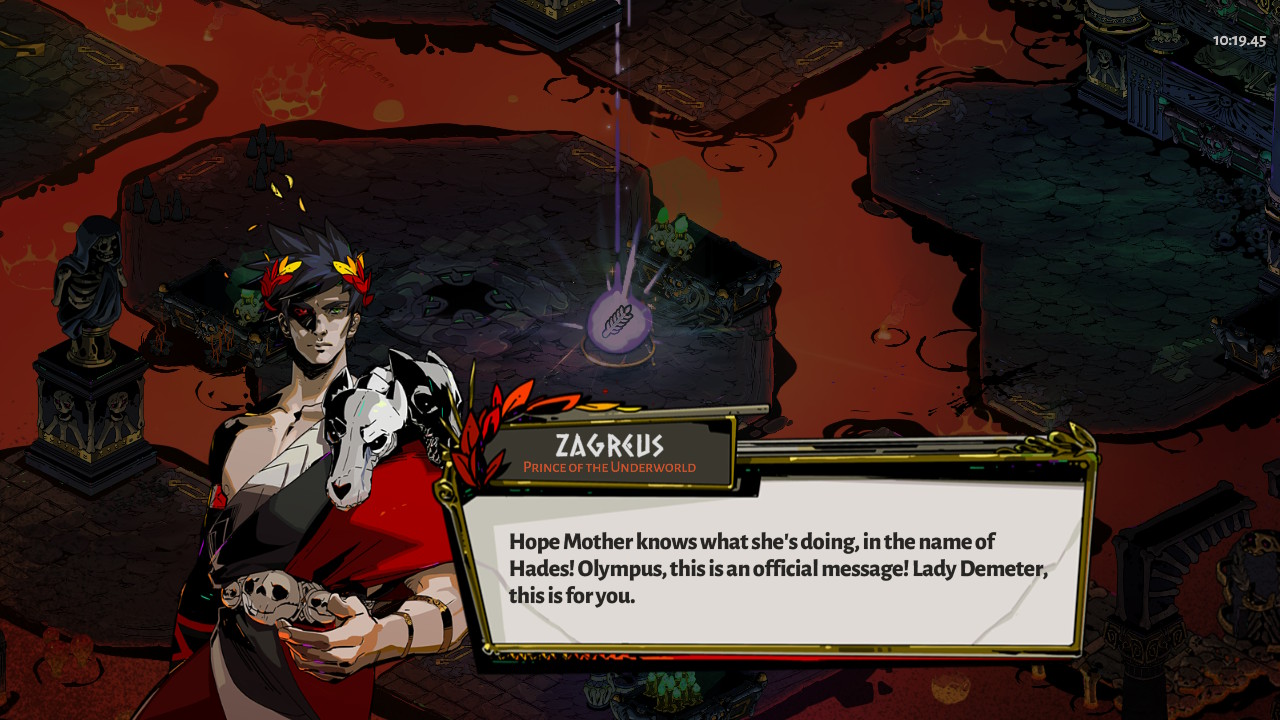 10:19.45
ZAGREUS
PRINCE OF THE UNDERWORLD
Hope Mother knows what she's doing, in the name of
Hades! Olympus, this is an official message! Lady Demeter,
this is for you.